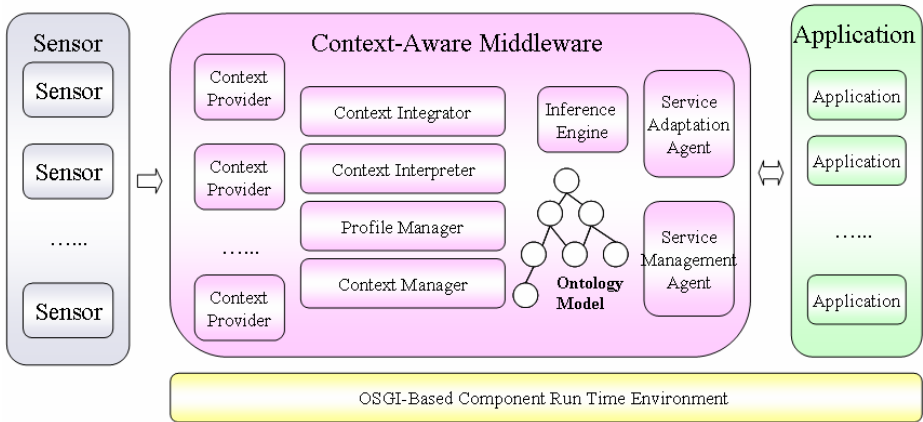 Sensor
Sensor
Sensor
…...
Sensor
Context-Aware Middleware
Context
Provider
Context
Provider
…...
Context
Provider
Context Integrator
Context Interpreter
Profile Manager
Context Manager
Inference
Engine
Ontology
Model
Service
Adaptation
Agent
Service
Management
Agent
Application
Application
Application
…...
Application
OSGI-Based Component Run Time Environment